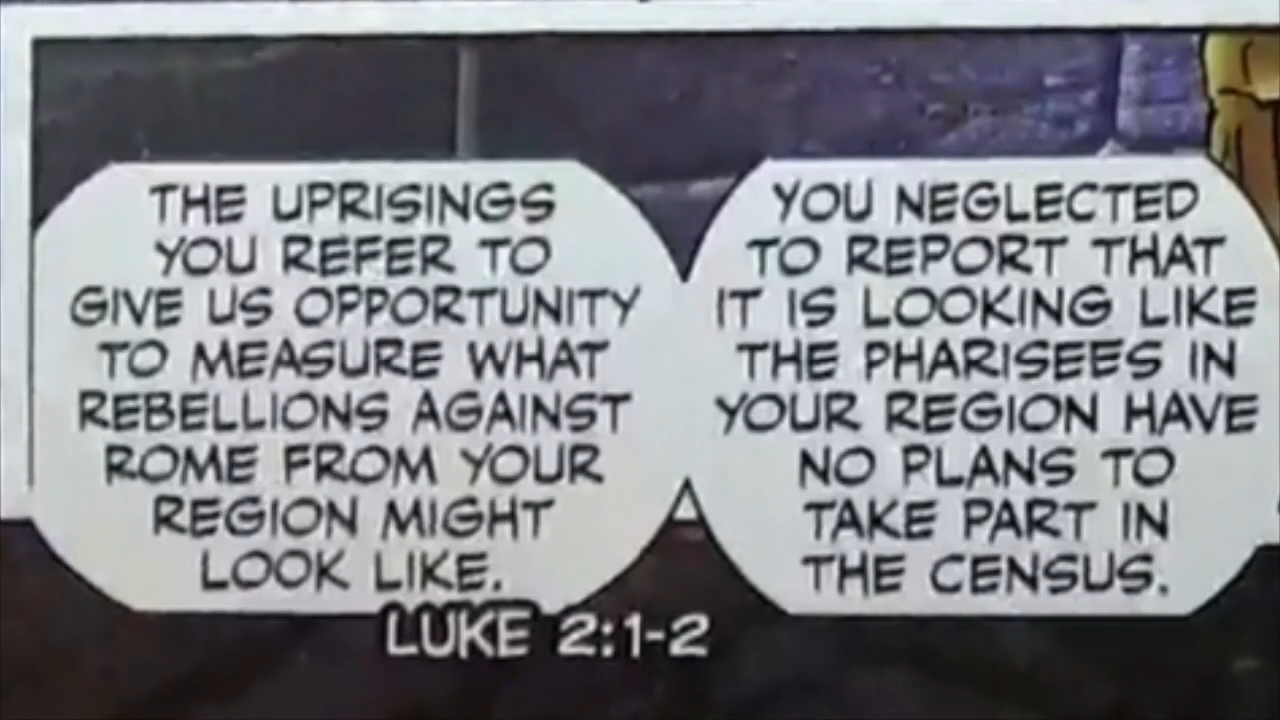 THE UPRISINGS
YOU REFER TO
GIVE US OPPORTUNITY
TO MEASURE WHAT
REBELLIONS AGAINST
ROME FROM YOUR
REGION MIGHT
LOOK LIKE.
YOU NEGLECTED
TO REPORT THAT
IT IS LOOKING LIKE
THE PHARISEES IN
YOUR REGION HAVE
NO PLANS TO
TAKE PART IN
THE CENSUS.
LUKE 2:1-2